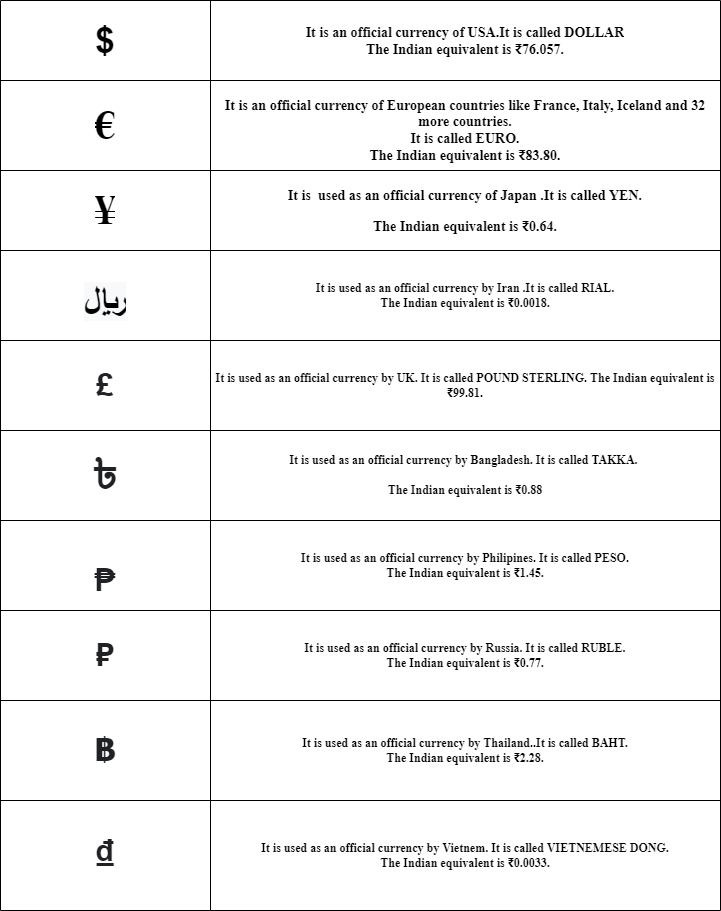 $
It is an official currency of USA.It is called DOLLAR
The Indian equivalent is ₹76.057.
€
It is an official currency of European countries like France, Italy, Iceland and 32
more countries.
It is called EURO.
The Indian equivalent is ₹83.80.
¥
It is  used as an official currency of Japan .It is called YEN.
The Indian equivalent is ₹0.64.
ریال
It is used as an official currency by Iran .It is called RIAL.
The Indian equivalent is ₹0.0018.
£
It is used as an official currency by UK. It is called POUND STERLING. The Indian equivalent is
₹99.81.
৳
It is used as an official currency by Bangladesh. It is called TAKKA.
The Indian equivalent is ₹0.88
₱
It is used as an official currency by Philipines. It is called PESO.
The Indian equivalent is ₹1.45.
₽
It is used as an official currency by Russia. It is called RUBLE.
The Indian equivalent is ₹0.77.
฿
It is used as an official currency by Thailand..It is called BAHT.
The Indian equivalent is ₹2.28.
₫
It is used as an official currency by Vietnem. It is called VIETNEMESE DONG.
The Indian equivalent is ₹0.0033.